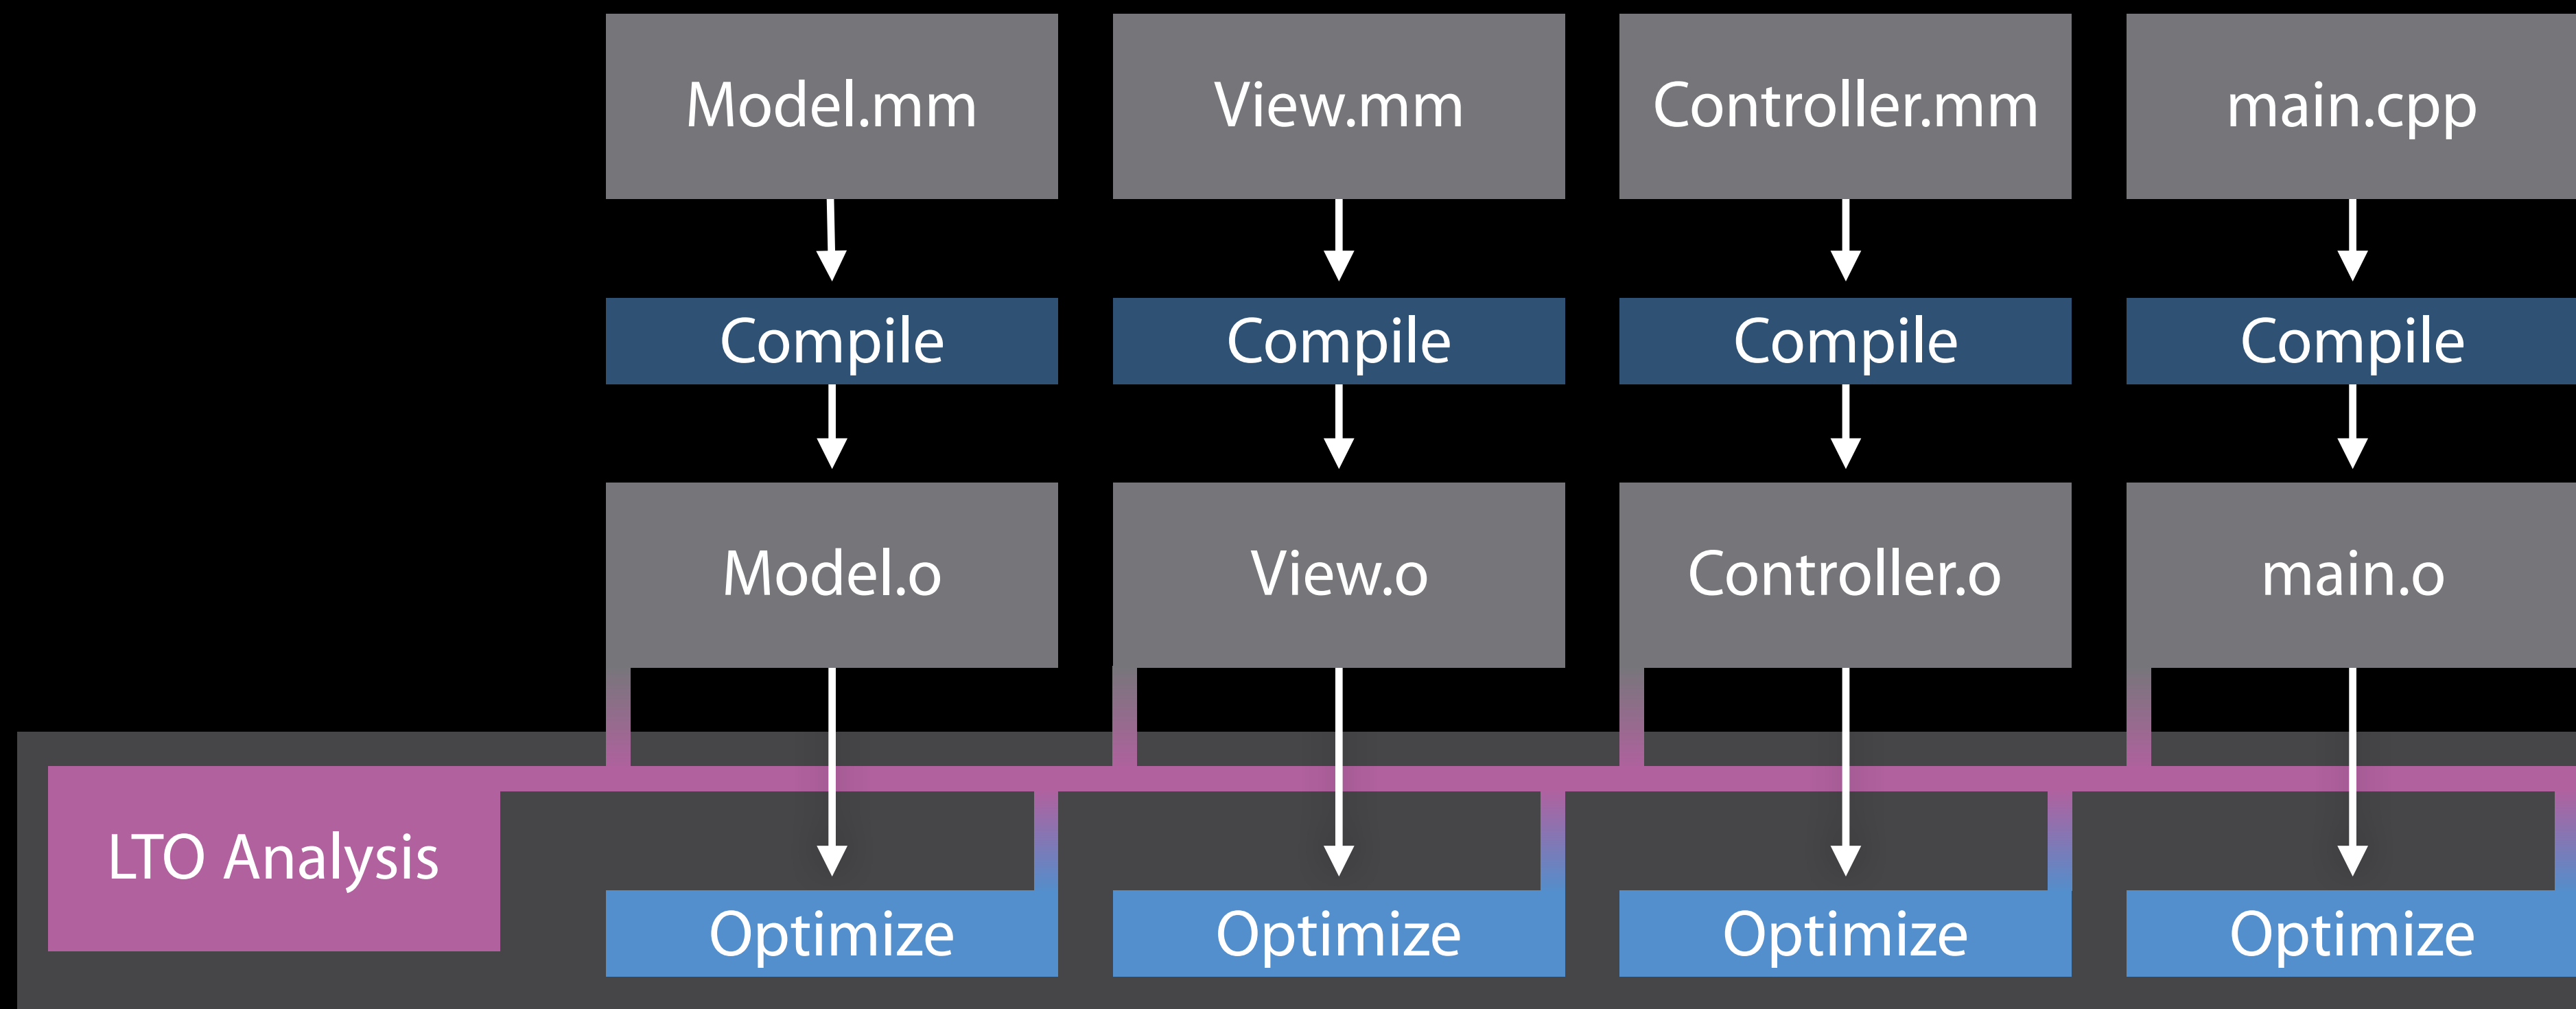 Model.mm
View.mm
Controller.mm
main.cpp
Compile
Compile
Compile
Compile
Model.o
View.o
Controller.o
main.o
LTO Analysis
Optimize
Optimize
Optimize
Optimize